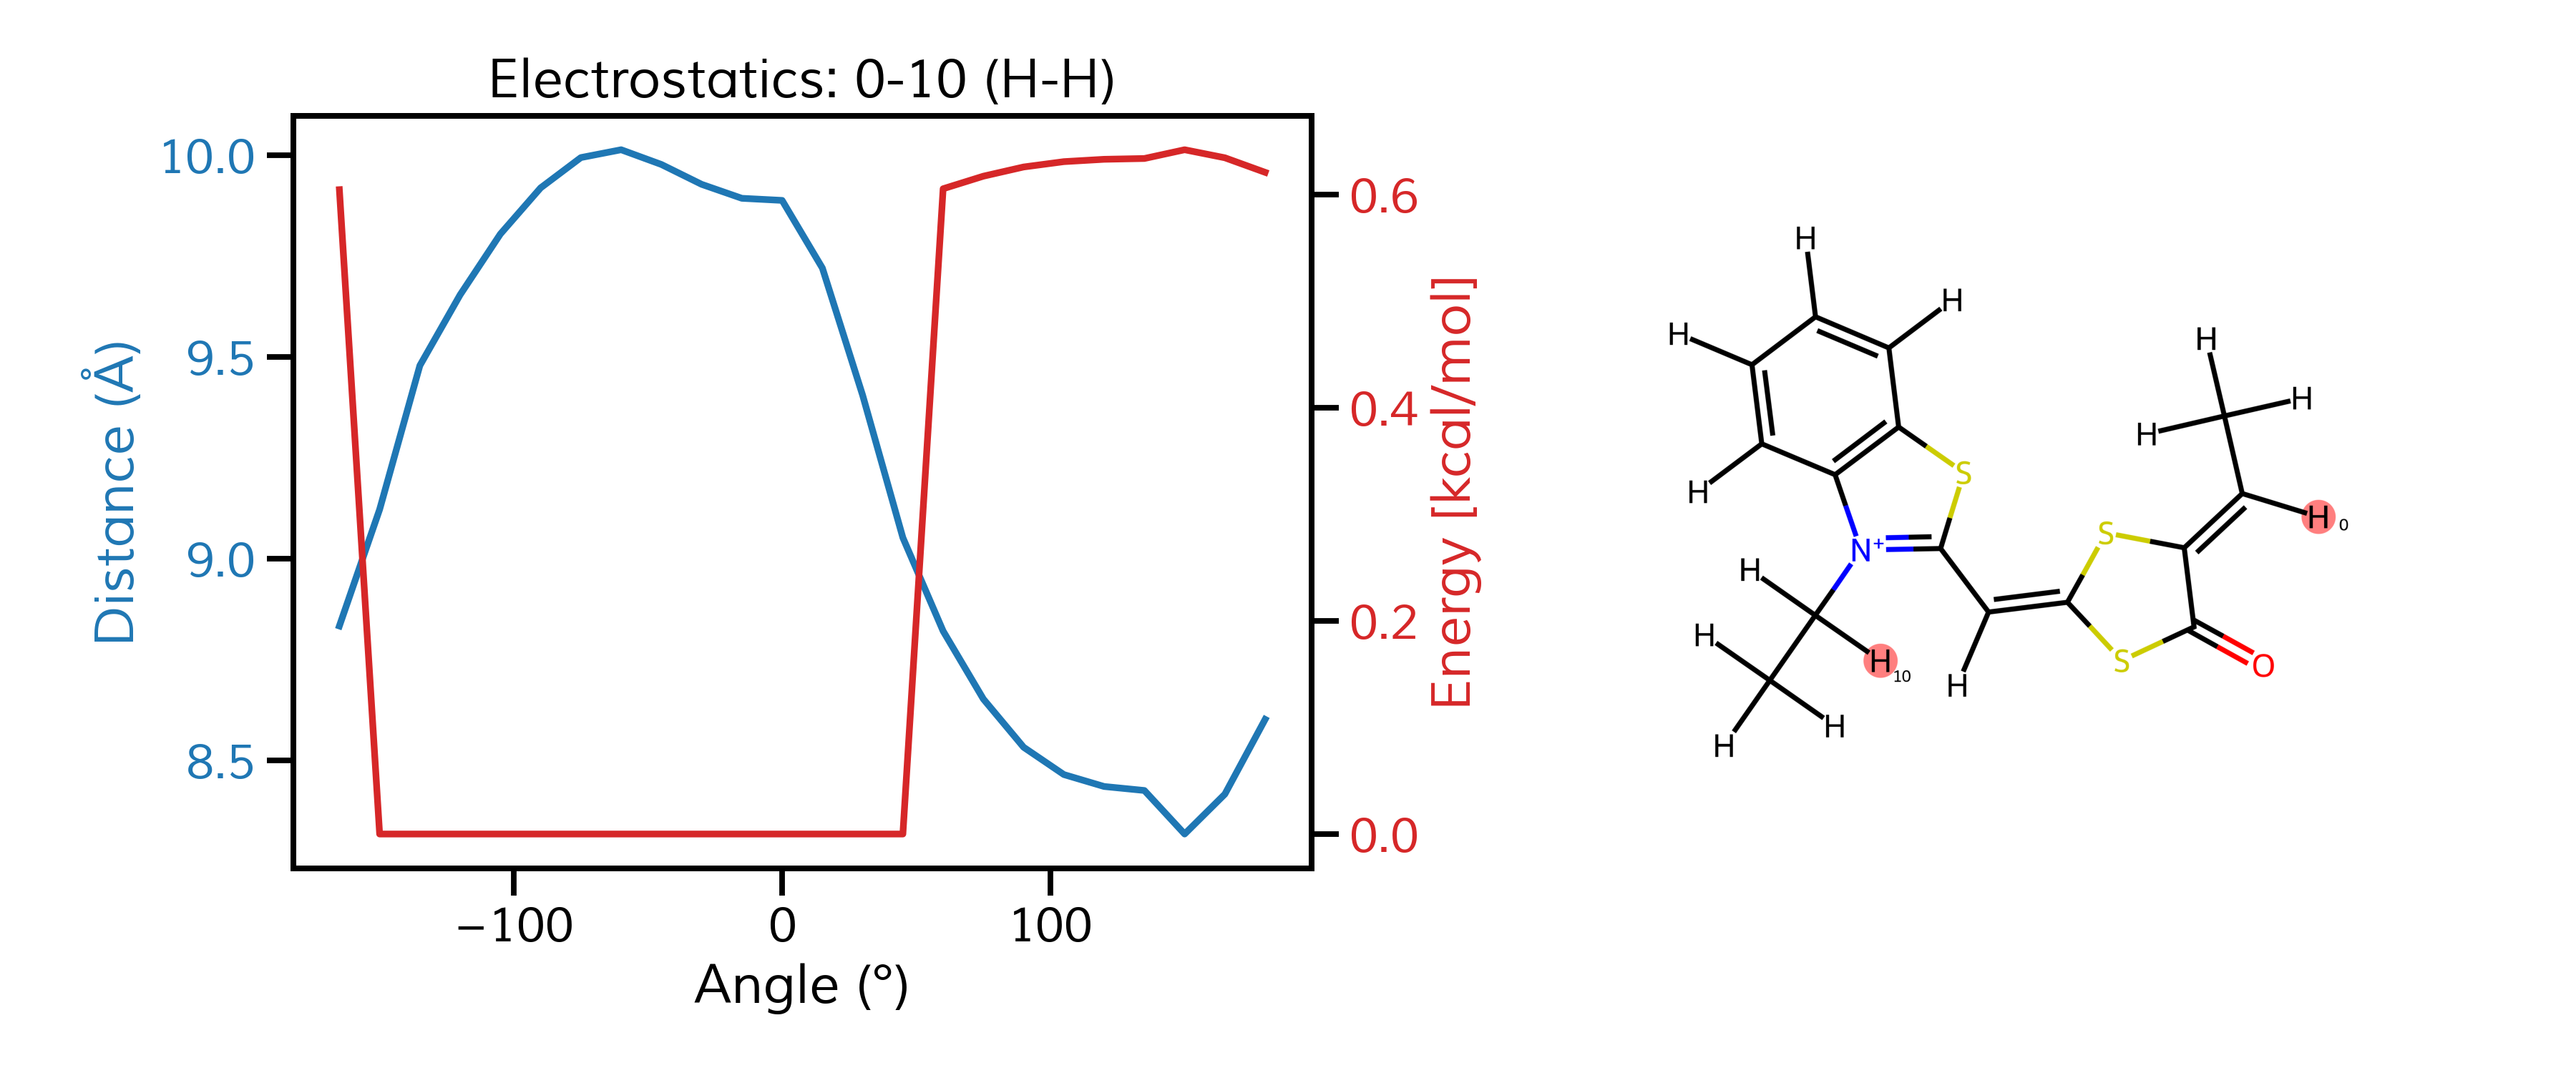 Electrostatics: 0-10 (H-H)
10.0
9.5
9.0
8.5
Distance (Å)
0.6
0.4
0.2
0.0
Energy [kcal/mol]
−100
0
100
Angle (°)
H
H
H
H
H
H
H
S
H 0
S
N+
H
H
H 10
S
O
H
H
H